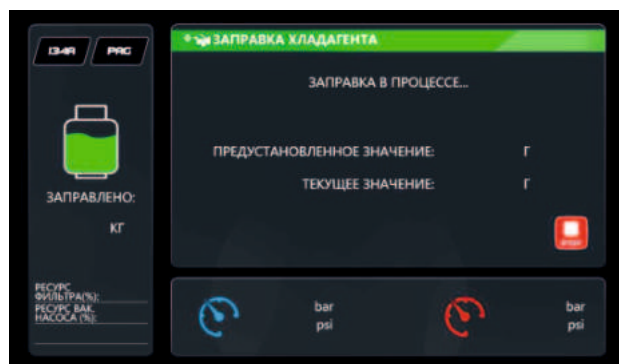 134A PAG
ЗАПРАВЛЕНО:
КГ
РЕСУРС
ФИЛЬТРА(%):
РЕСУРС ВАК.
НАСОСА (%):
ЗАПРАВКА ХЛАДАГЕНТА
ЗАПРАВКА В ПРОЦЕССЕ...
ПРЕДУСТАНОВЛЕННОЕ ЗНАЧЕНИЕ: Г
ТЕКУЩЕЕ ЗНАЧЕНИЕ: Г
bar bar
psi psi